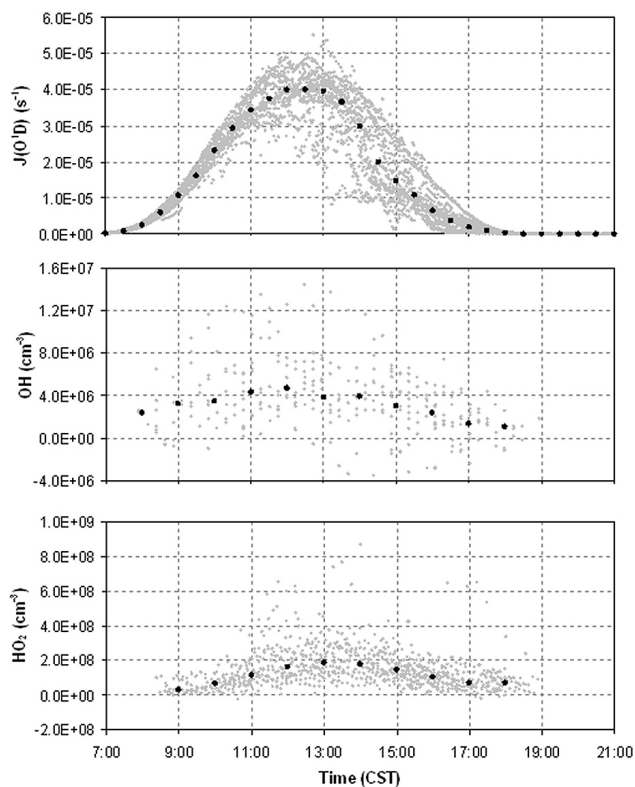 J(O¹D) (s⁻¹)
6.0E-05
5.0E-05
4.0E-05
3.0E-05
2.0E-05
1.0E-05
0.0E+00
OH (cm⁻³)
1.6E+07
1.2E+07
8.0E+06
4.0E+06
0.0E+00
-4.0E+06
HO₂ (cm⁻³)
1.0E+09
8.0E+08
6.0E+08
4.0E+08
2.0E+08
0.0E+00
-2.0E+08
7:00 9:00 11:00 13:00 15:00 17:00 19:00 21:00
Time (CST)